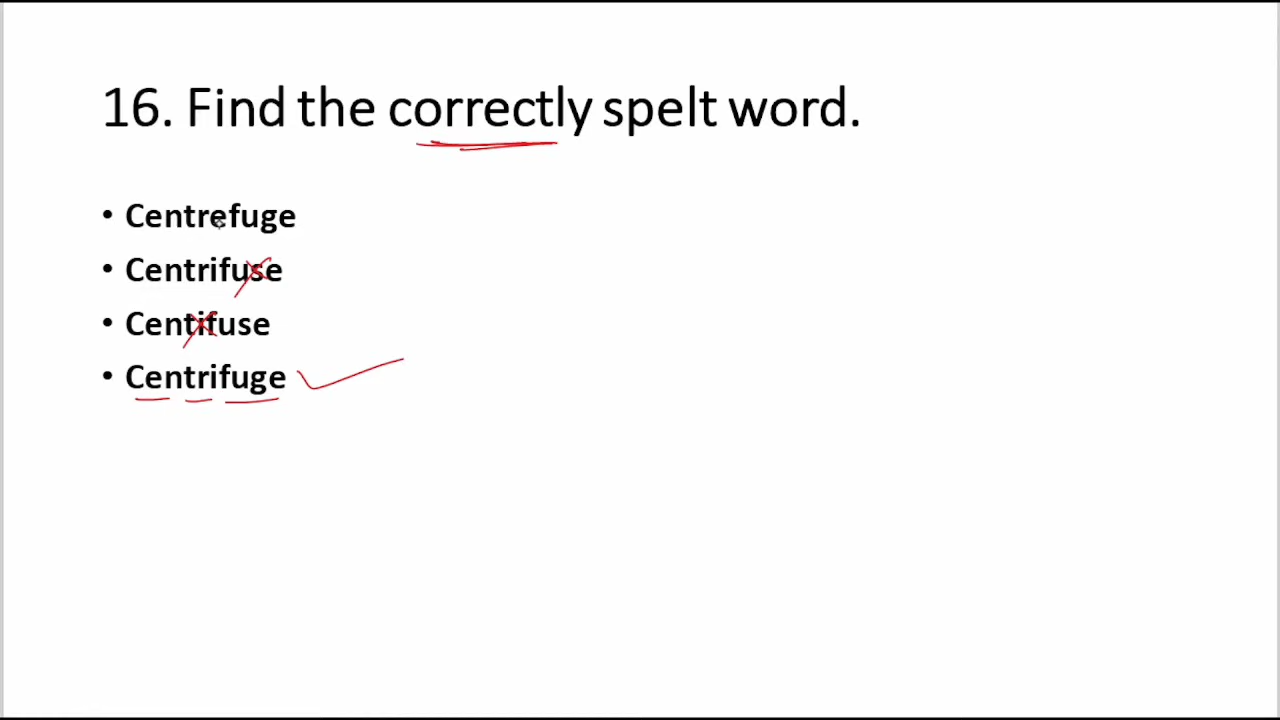 16. Find the correctly spelt word.
• Centrefuge
• Centrifuse
• Centifuse
• Centrifuge